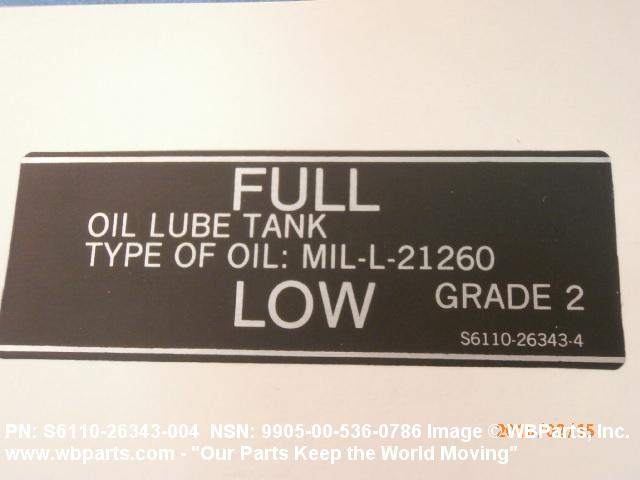 FULL
OIL LUBE TANK
TYPE OF OIL: MIL-L-21260
LOW
GRADE 2
S6110-26343-4
PN: S6110-26343-004 NSN: 9905-00-536-0786 Image © WBParts, Inc.
www.wbparts.com - "Our Parts Keep the World Moving"